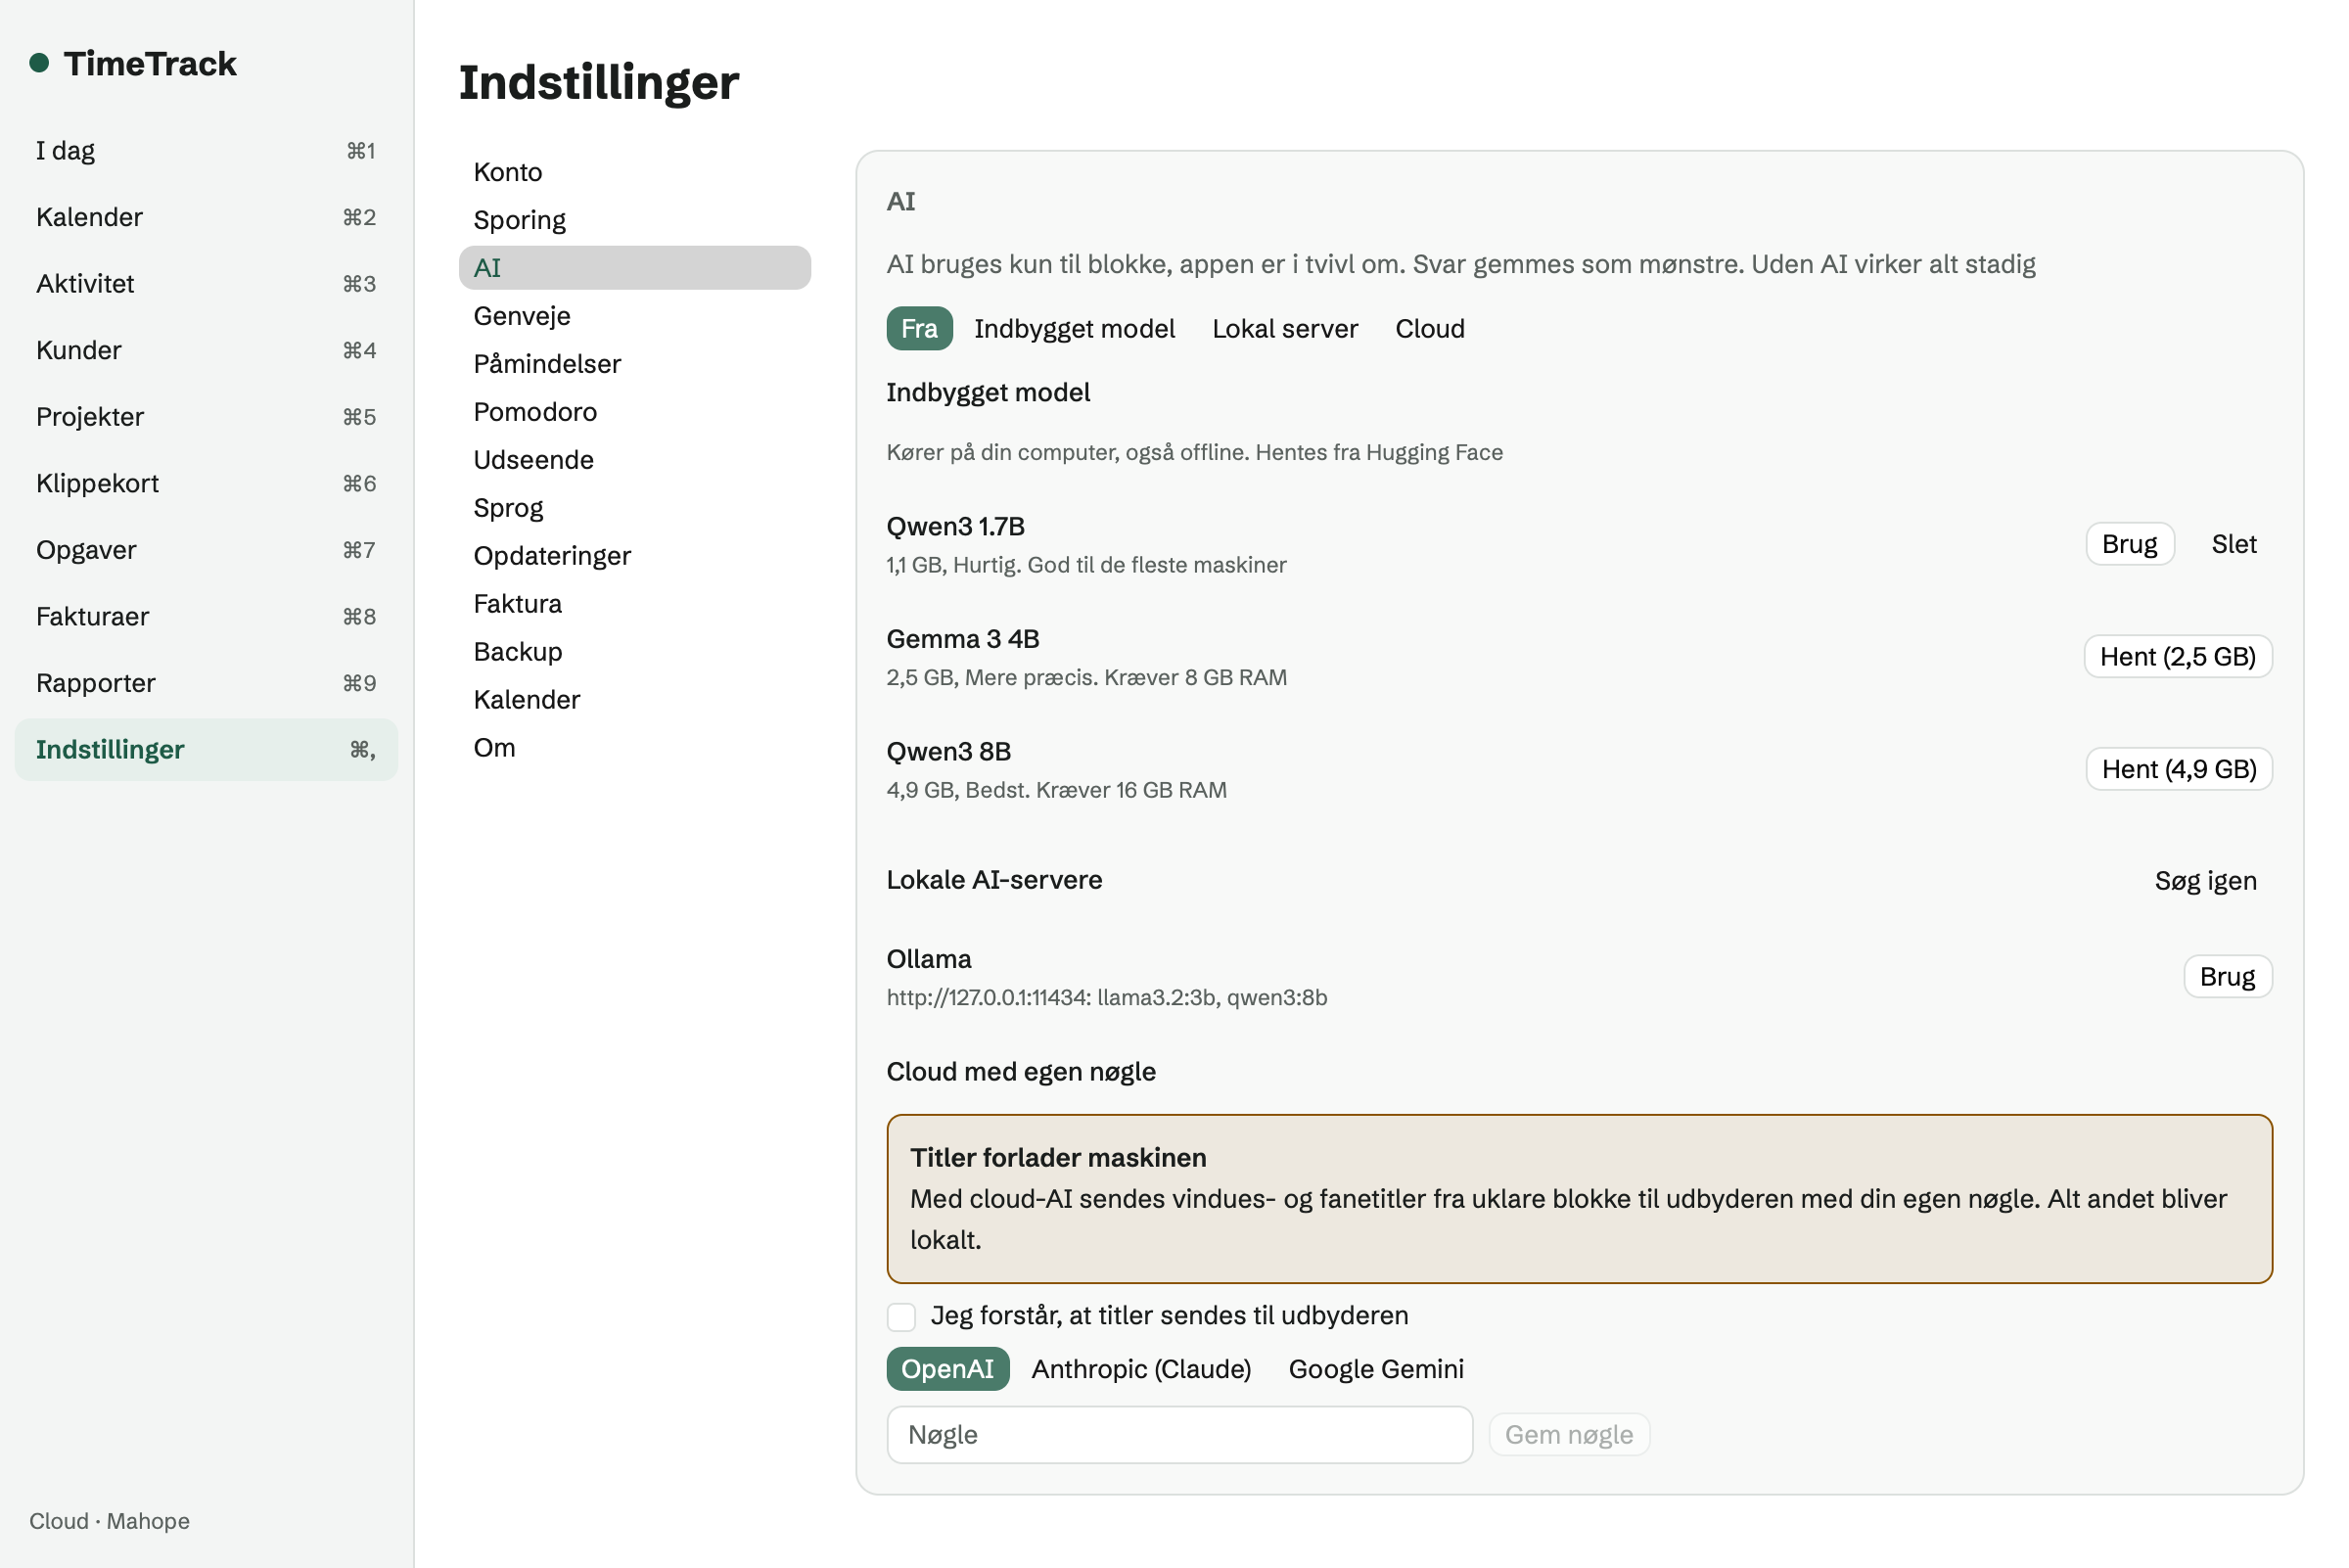 TimeTrack
I dag ⌘1
Kalender ⌘2
Aktivitet ⌘3
Kunder ⌘4
Projekter ⌘5
Klippekort ⌘6
Opgaver ⌘7
Fakturaer ⌘8
Rapporter ⌘9
Indstillinger ⌘,
Cloud · Mahope
Indstillinger
Konto
Sporing
AI
Genveje
Påmindelser
Pomodoro
Udseende
Sprog
Opdateringer
Faktura
Backup
Kalender
Om
AI
AI bruges kun til blokke, appen er i tvivl om. Svar gemmes som mønstre. Uden AI virker alt stadig
Fra Indbygget model Lokal server Cloud
Indbygget model
Kører på din computer, også offline. Hentes fra Hugging Face
Qwen3 1.7B
1,1 GB, Hurtig. God til de fleste maskiner
Brug Slet
Gemma 3 4B
2,5 GB, Mere præcis. Kræver 8 GB RAM
Hent (2,5 GB)
Qwen3 8B
4,9 GB, Bedst. Kræver 16 GB RAM
Hent (4,9 GB)
Lokale AI-servere Søg igen
Ollama
http://127.0.0.1:11434: llama3.2:3b, qwen3:8b
Brug
Cloud med egen nøgle
Titler forlader maskinen
Med cloud-AI sendes vindues- og fanetitler fra uklare blokke til udbyderen med din egen nøgle. Alt andet bliver
lokalt.
Jeg forstår, at titler sendes til udbyderen
OpenAI Anthropic (Claude) Google Gemini
Nøgle Gem nøgle